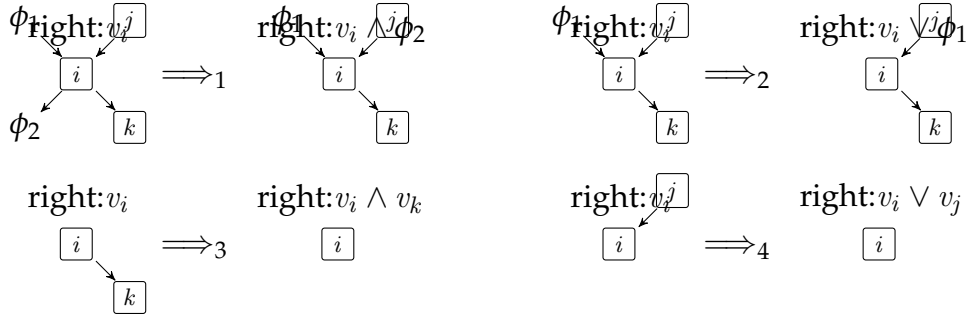 ϕ₁ right:vᵢ j right:vᵢ ∧ ϕ₂ ϕ₁ j ϕ₁ right:vᵢ j right:vᵢ ∨ ϕ₁ j
i ⟹₁ i i ⟹₂ i
ϕ₂ k k k k
right:vᵢ right:vᵢ ∧ vₖ right:vᵢ j right:vᵢ ∨ vⱼ
i ⟹₃ i i ⟹₄ i
k